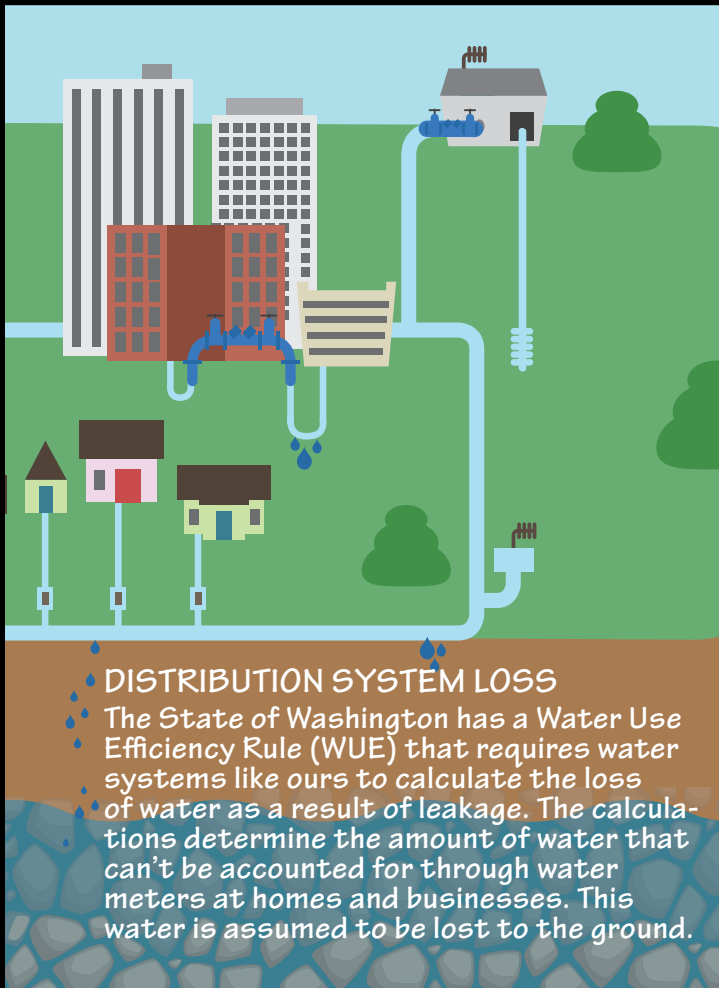 DISTRIBUTION SYSTEM LOSS
The State of Washington has a Water Use
Efficiency Rule (WUE) that requires water
systems like ours to calculate the loss
of water as a result of leakage. The calcula-
tions determine the amount of water that
can't be accounted for through water
meters at homes and businesses. This
water is assumed to be lost to the ground.